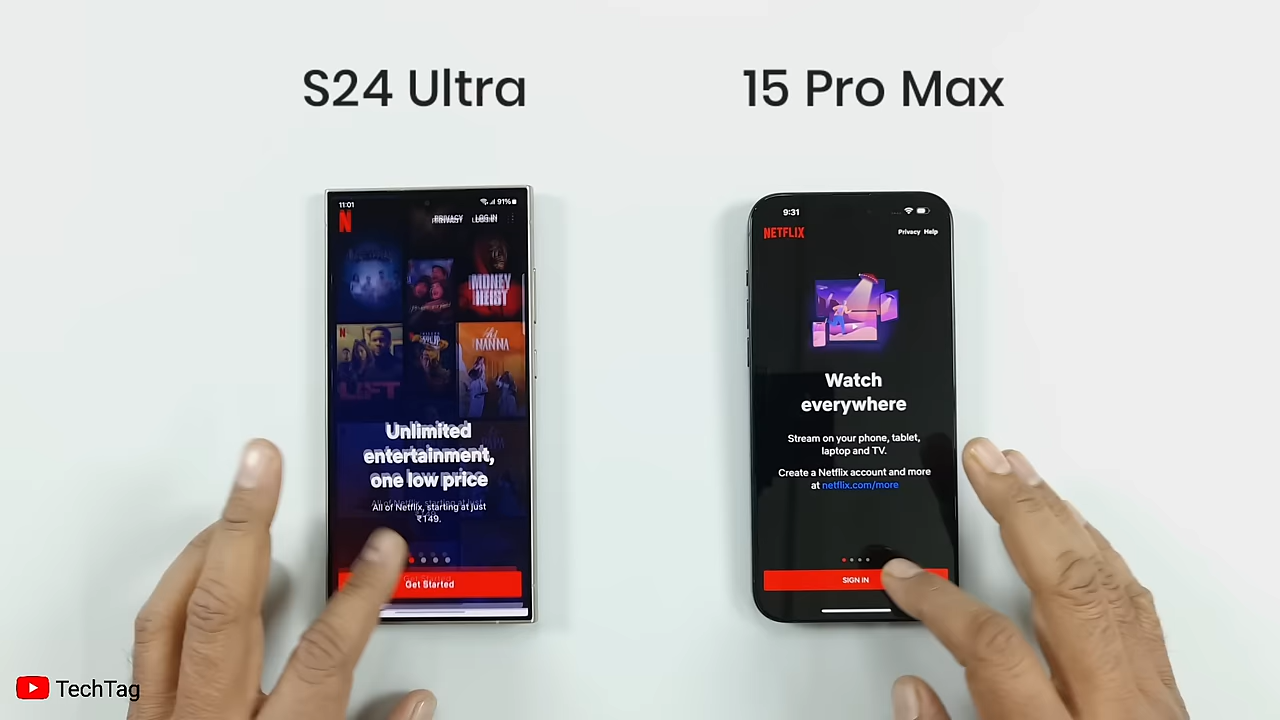 S24 Ultra
15 Pro Max
11:01
91%
N
PRIVACY LOG IN
MONEY
HEIST
N
Hi
NANNA
LIFT
Unlimited
entertainment,
one low price
All of Netflix, starting at just
₹149.
Get Started
9:31
NETFLIX
Privacy Help
Watch
everywhere
Stream on your phone, tablet,
laptop and TV.
Create a Netflix account and more
at netflix.com/more
SIGN IN
TechTag